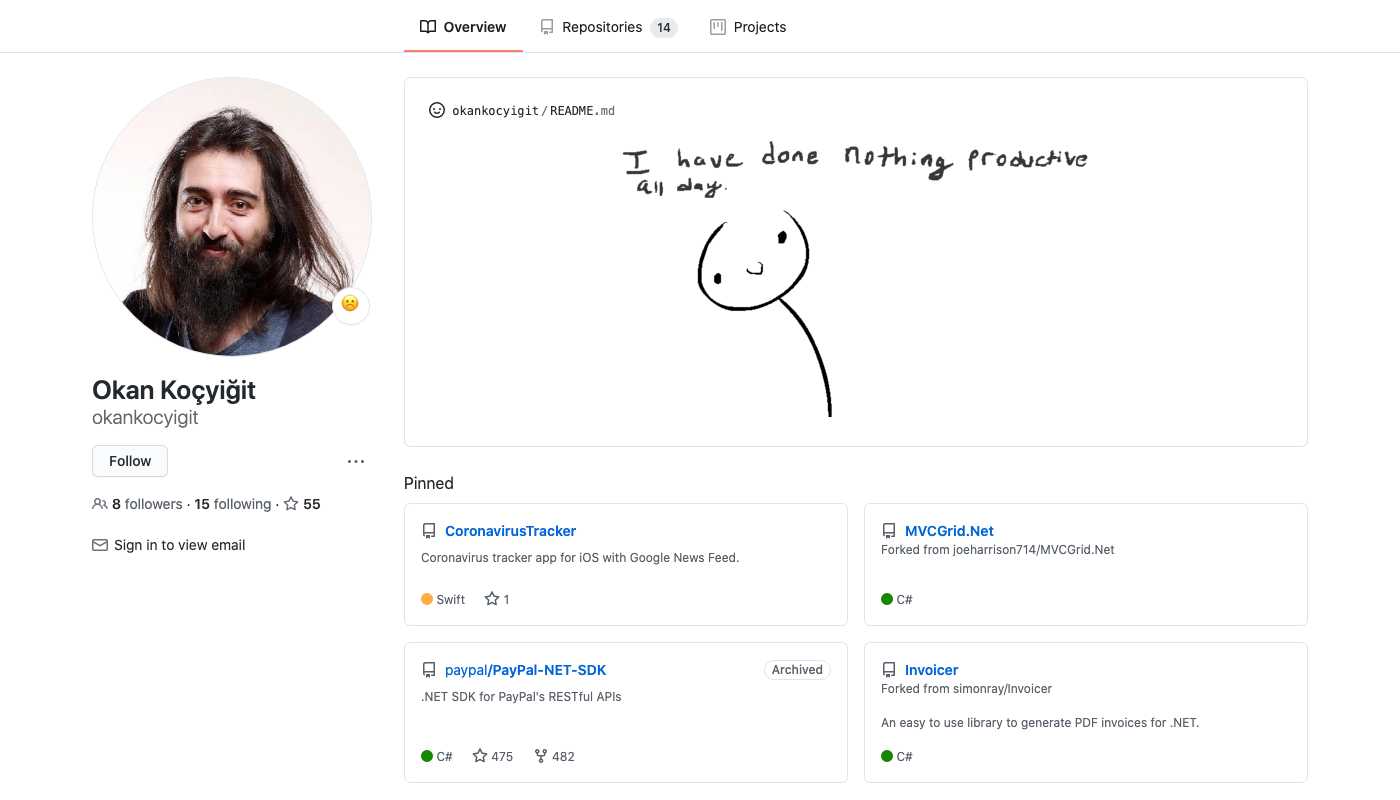 Overview
Repositories 14
Projects
okankocyigit/README.md
I have done nothing productive
all day.
Okan Koçyiğit
okankocyigit
Follow
8 followers · 15 following · 55
Sign in to view email
Pinned
CoronavirusTracker
Coronavirus tracker app for iOS with Google News Feed.
Swift 1
MVCGrid.Net
Forked from joeharrison714/MVCGrid.Net
C#
paypal/PayPal-NET-SDK Archived
.NET SDK for PayPal's RESTful APIs
C# 475 482
Invoicer
Forked from simonray/Invoicer
An easy to use library to generate PDF invoices for .NET.
C#